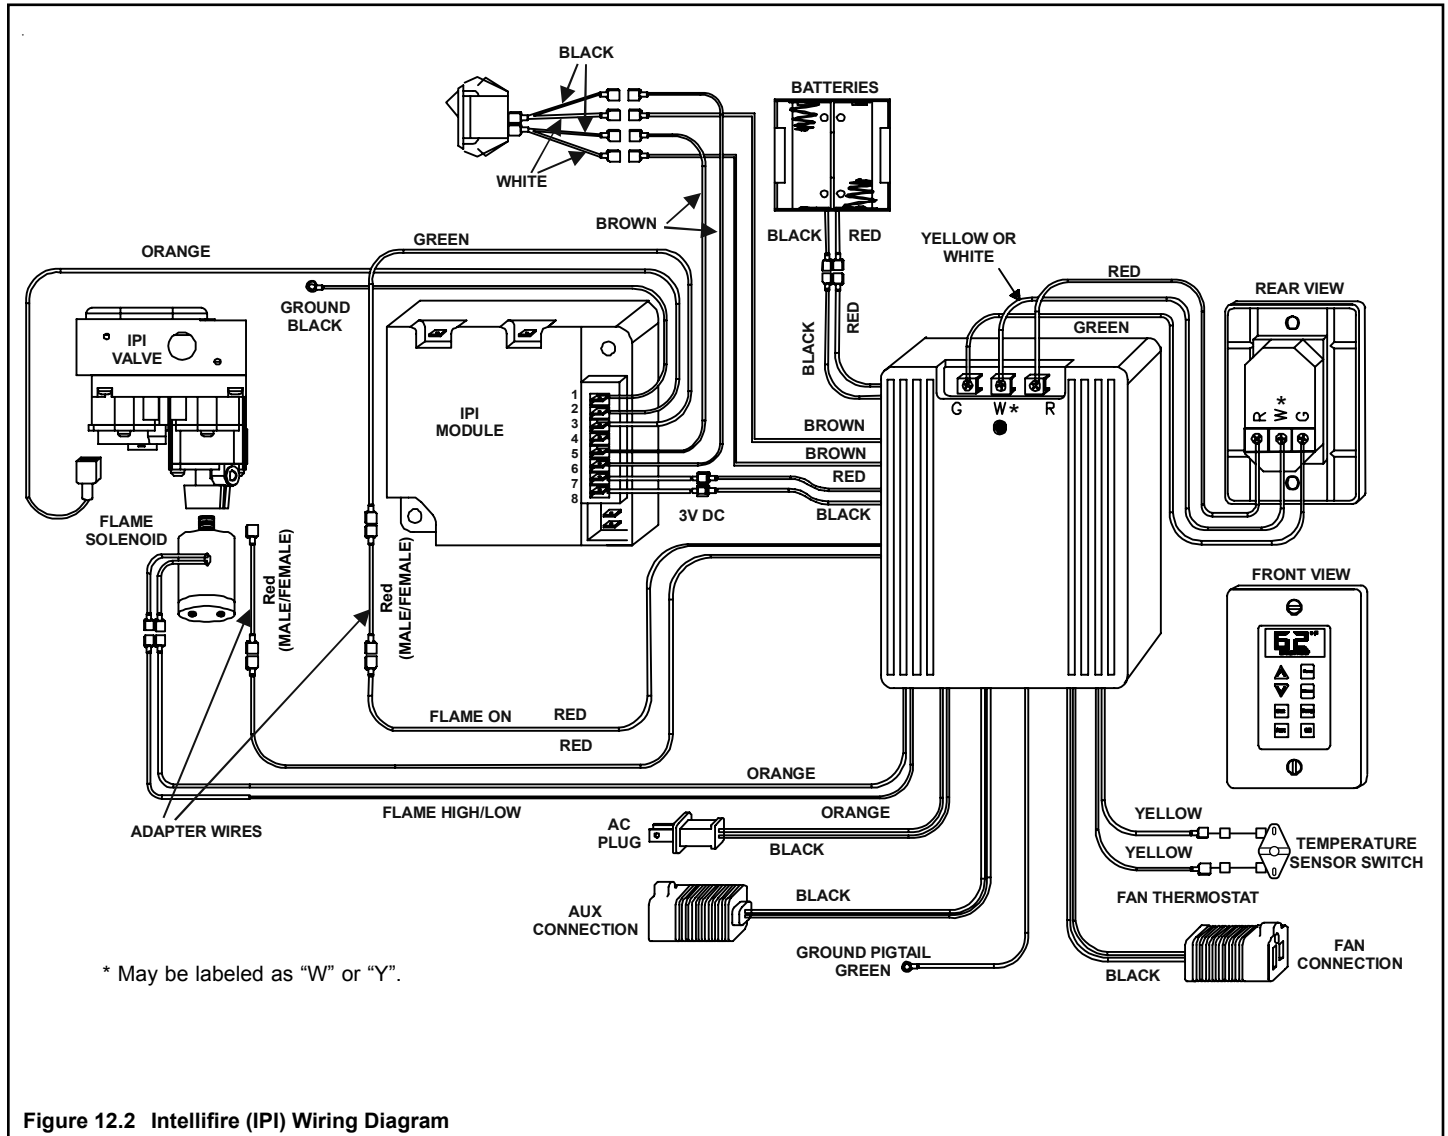 BLACK
BATTERIES
WHITE
BROWN
BLACK
RED
YELLOW OR
WHITE
ORANGE
GREEN
RED
REAR VIEW
GROUND
BLACK
BLACK
RED
GREEN
IPI
VALVE
IPI
MODULE
1
2
3
4
5
6
7
8
G
W*
R
R
W*
G
BROWN
BROWN
RED
BLACK
3V DC
FLAME
SOLENOID
Red
(MALE/FEMALE)
Red
(MALE/FEMALE)
FRONT VIEW
62°F
FLAME ON
RED
RED
ORANGE
FLAME HIGH/LOW
ADAPTER WIRES
AC
PLUG
ORANGE
BLACK
YELLOW
YELLOW
TEMPERATURE
SENSOR SWITCH
FAN THERMOSTAT
AUX
CONNECTION
BLACK
GROUND PIGTAIL
GREEN
BLACK
FAN
CONNECTION
* May be labeled as “W” or “Y”.
Figure 12.2 Intellifire (IPI) Wiring Diagram